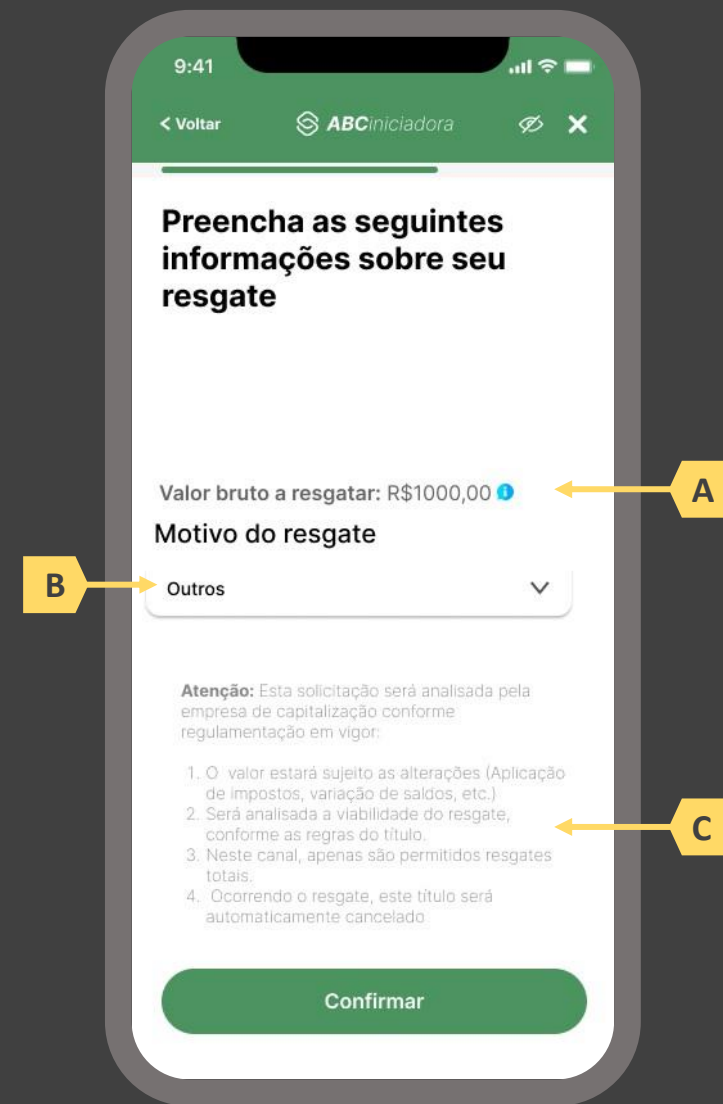 9:41
Voltar
ABCiniciadora
Preencha as seguintes
informações sobre seu
resgate
Valor bruto a resgatar: R$1000,00
A
Motivo do resgate
B
Outros
Atenção: Esta solicitação será analisada pela
empresa de capitalização conforme
regulamentação em vigor:
1. O valor estará sujeito as alterações (Aplicação
de impostos, variação de saldos, etc.)
2. Será analisada a viabilidade do resgate,
conforme as regras do título.
C
3. Neste canal, apenas são permitidos resgates
totais.
4. Ocorrendo o resgate, este título será
automaticamente cancelado
Confirmar